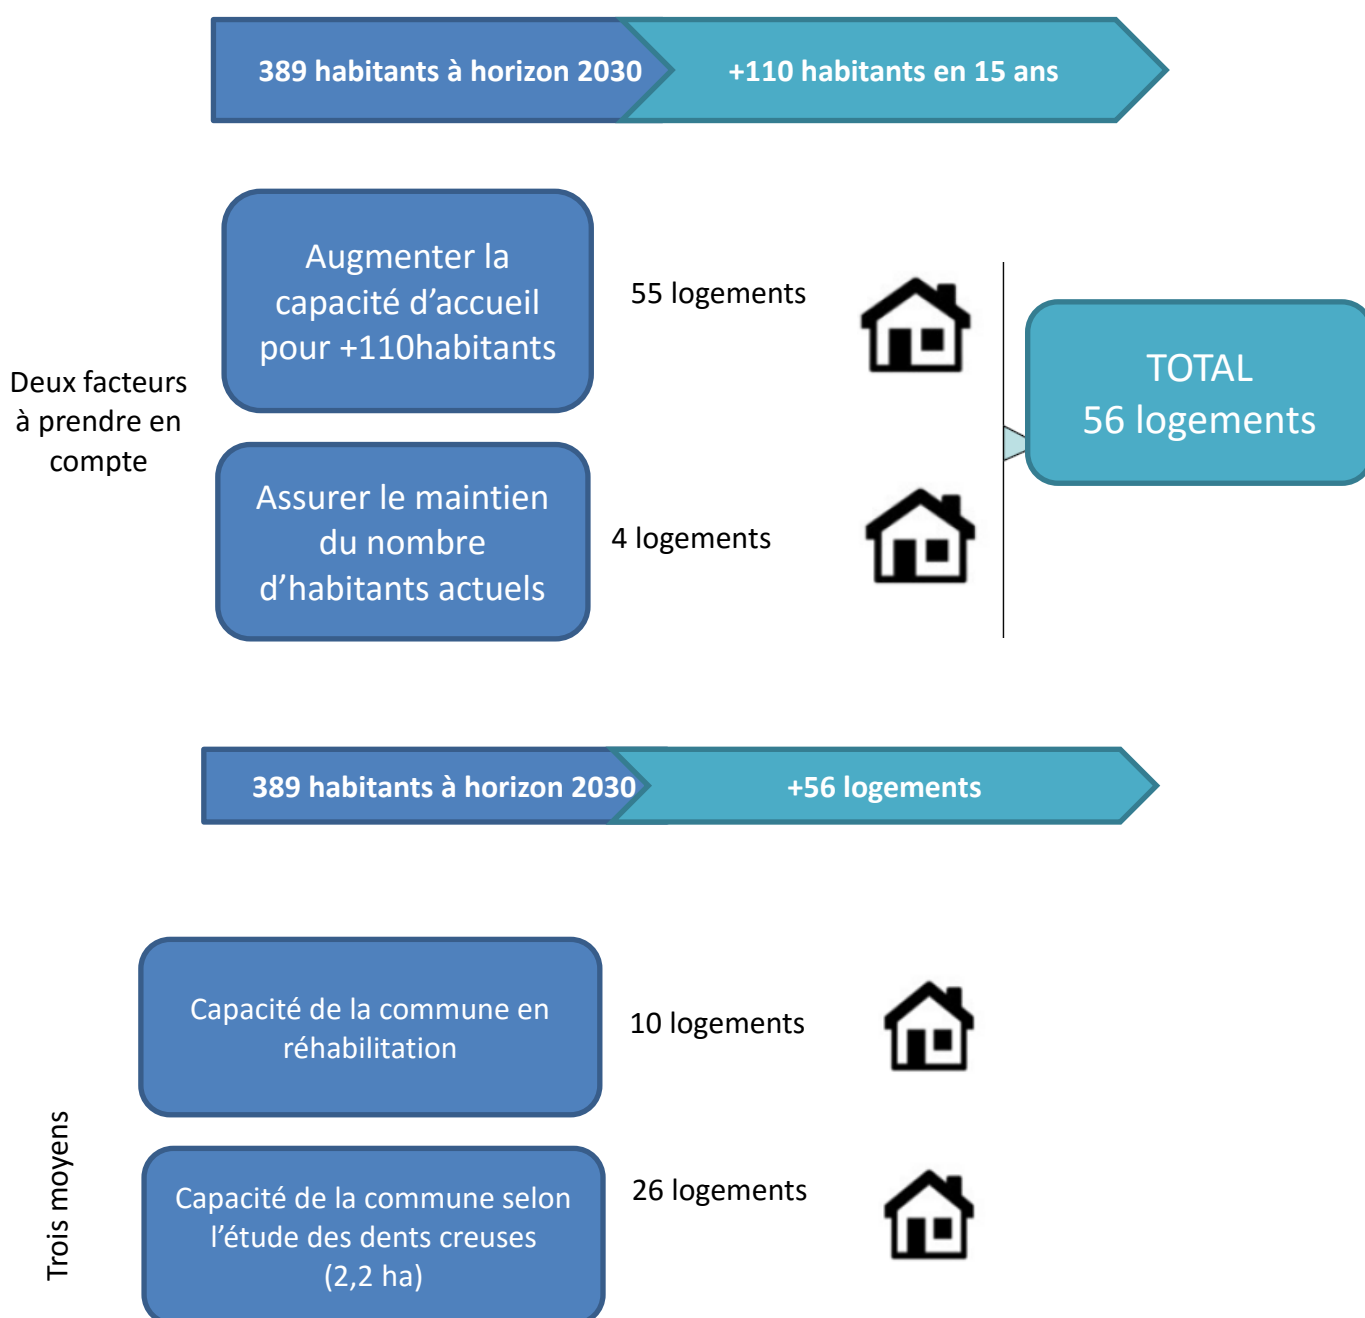 389 habitants à horizon 2030
+110 habitants en 15 ans
Deux facteurs
à prendre en
compte
Augmenter la
capacité d’accueil
pour +110habitants
55 logements
Assurer le maintien
du nombre
d’habitants actuels
4 logements
TOTAL
56 logements
389 habitants à horizon 2030
+56 logements
Trois moyens
Capacité de la commune en
réhabilitation
10 logements
Capacité de la commune selon
l’étude des dents creuses
(2,2 ha)
26 logements